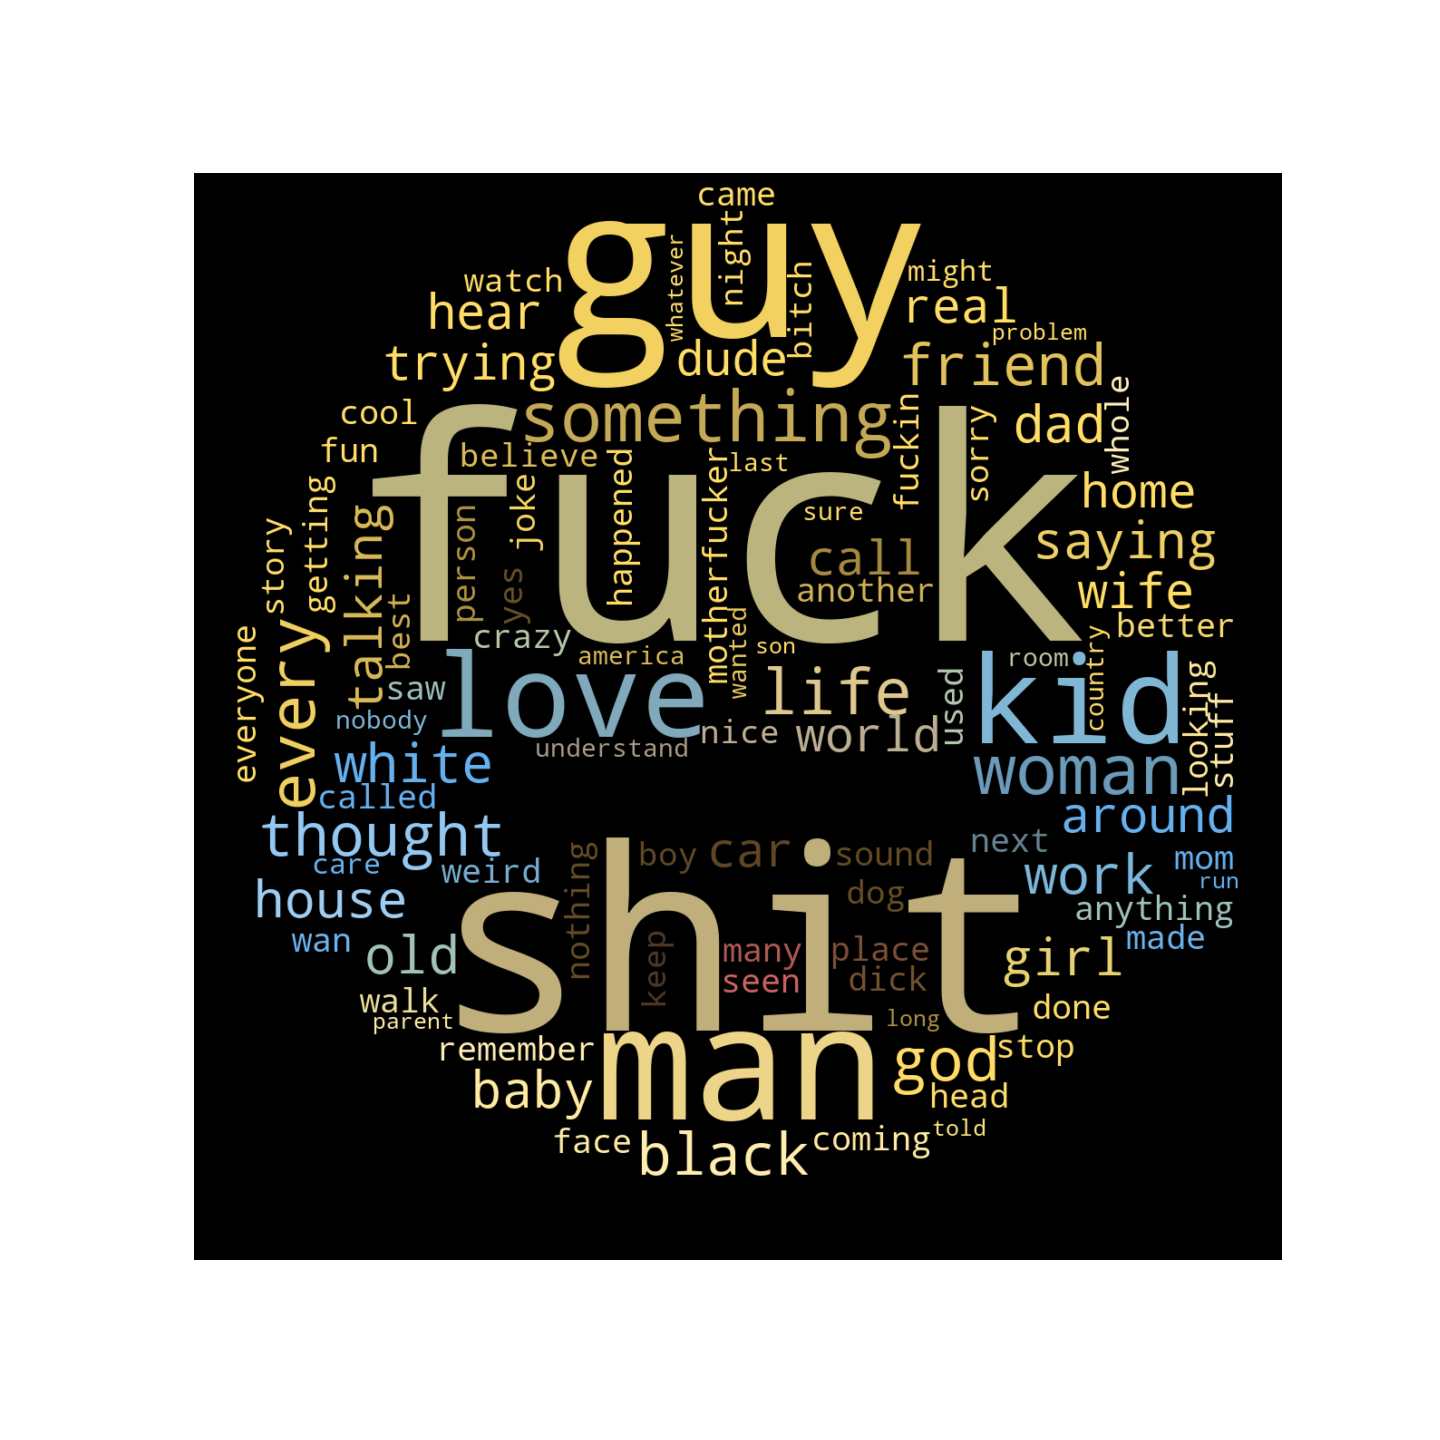 came
guy
night
whatever
watch
might
bitch
hear
real
problem
trying
dude
friend
something
cool
dad
whole
fuckin
sorry
fun
believe
last
fuck
happened
motherfucker
joke
getting
home
talking
person
sure
story
saying
call
yes
another
best
wife
crazy
better
everyone
every
wanted
son
america
room
country
love
saw
life
kid
used
looking
stuff
nobody
nice
world
understand
white
woman
called
around
thought
car
boy
sound
next
nothing
shit
care
weird
work
mom
run
house
dog
anything
wan
old
keep
many
place
girl
made
seen
dick
walk
done
parent
long
remember
man
god
stop
baby
head
face
black
coming
told